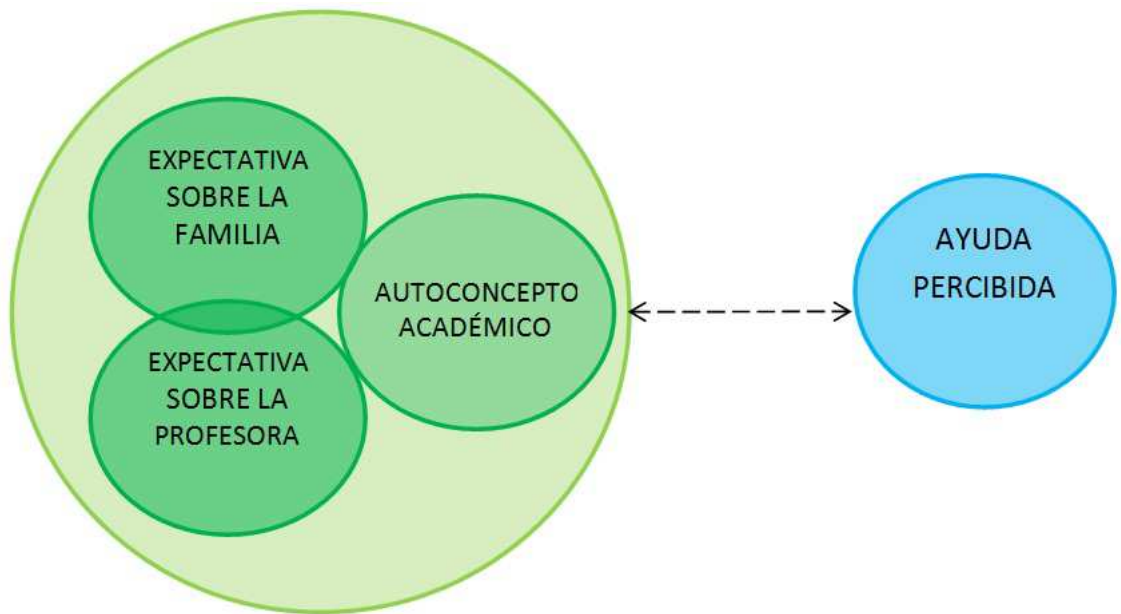 EXPECTATIVA
SOBRE LA
FAMILIA
AUTOCONCEPTO
ACADÉMICO
EXPECTATIVA
SOBRE LA
PROFESORA
AYUDA
PERCIBIDA